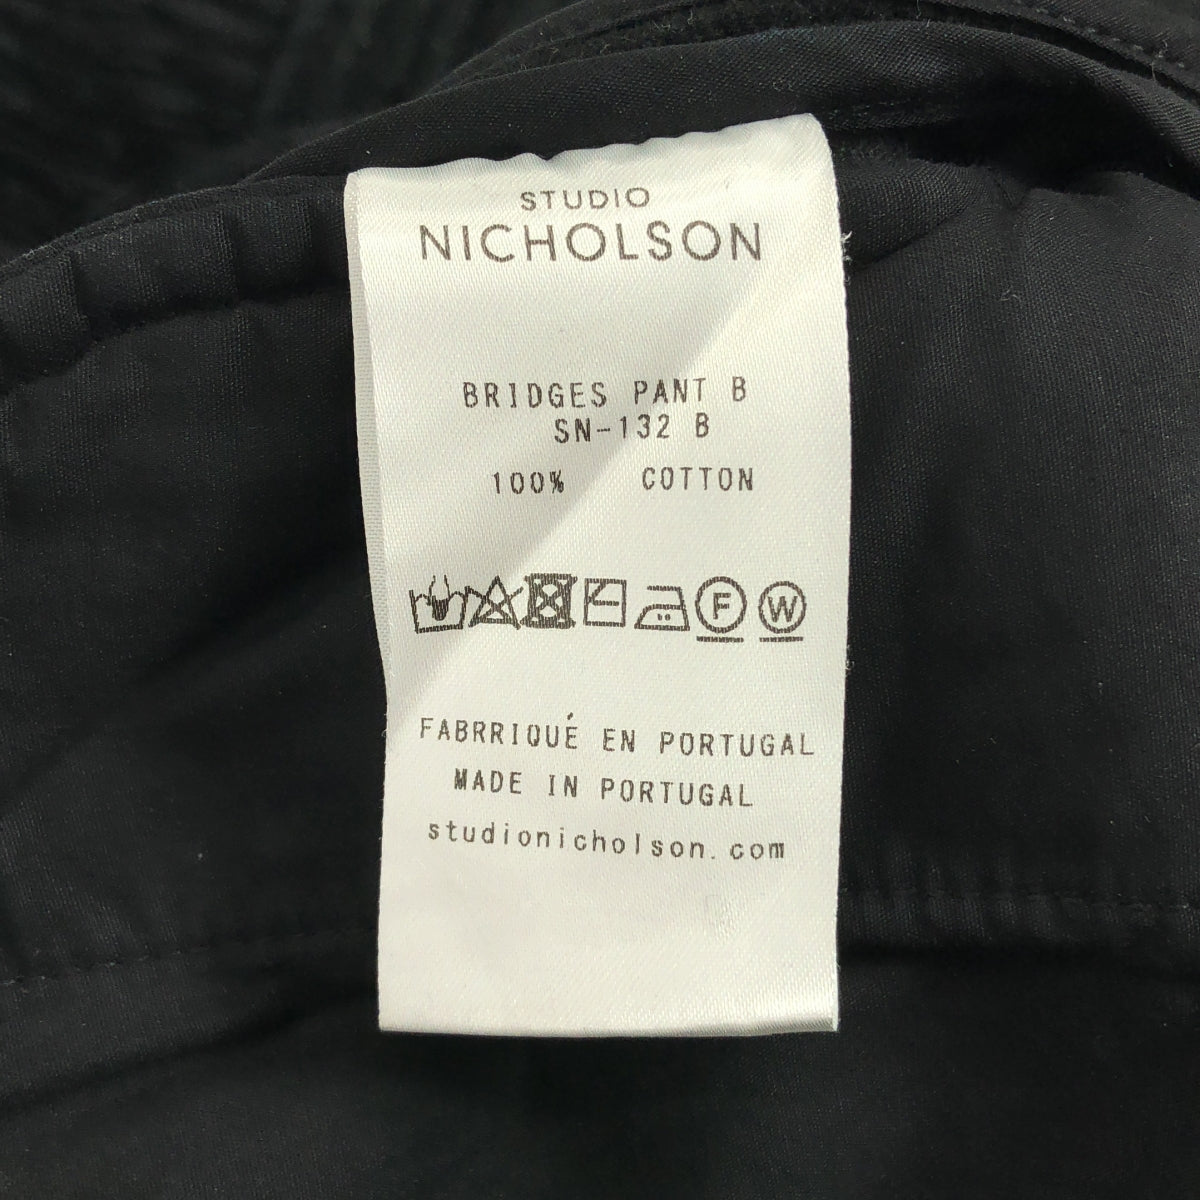 STUDIO
NICHOLSON
BRIDGES PANT B
SN-132 B
100% COTTON
F W
FABRRIQUÉ EN PORTUGAL
MADE IN PORTUGAL
studionicholson.com